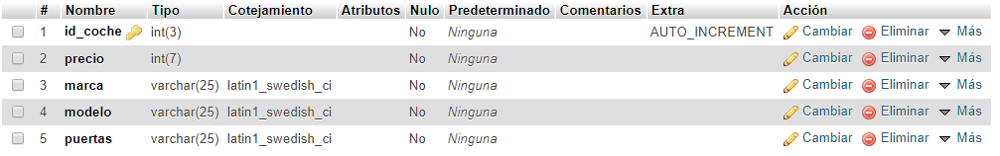 # Nombre Tipo Cotejamiento Atributos Nulo Predeterminado Comentarios Extra Acción
1 id_coche int(3) No Ninguna AUTO_INCREMENT Cambiar Eliminar Más
2 precio int(7) No Ninguna Cambiar Eliminar Más
3 marca varchar(25) latin1_swedish_ci No Ninguna Cambiar Eliminar Más
4 modelo varchar(25) latin1_swedish_ci No Ninguna Cambiar Eliminar Más
5 puertas varchar(25) latin1_swedish_ci No Ninguna Cambiar Eliminar Más